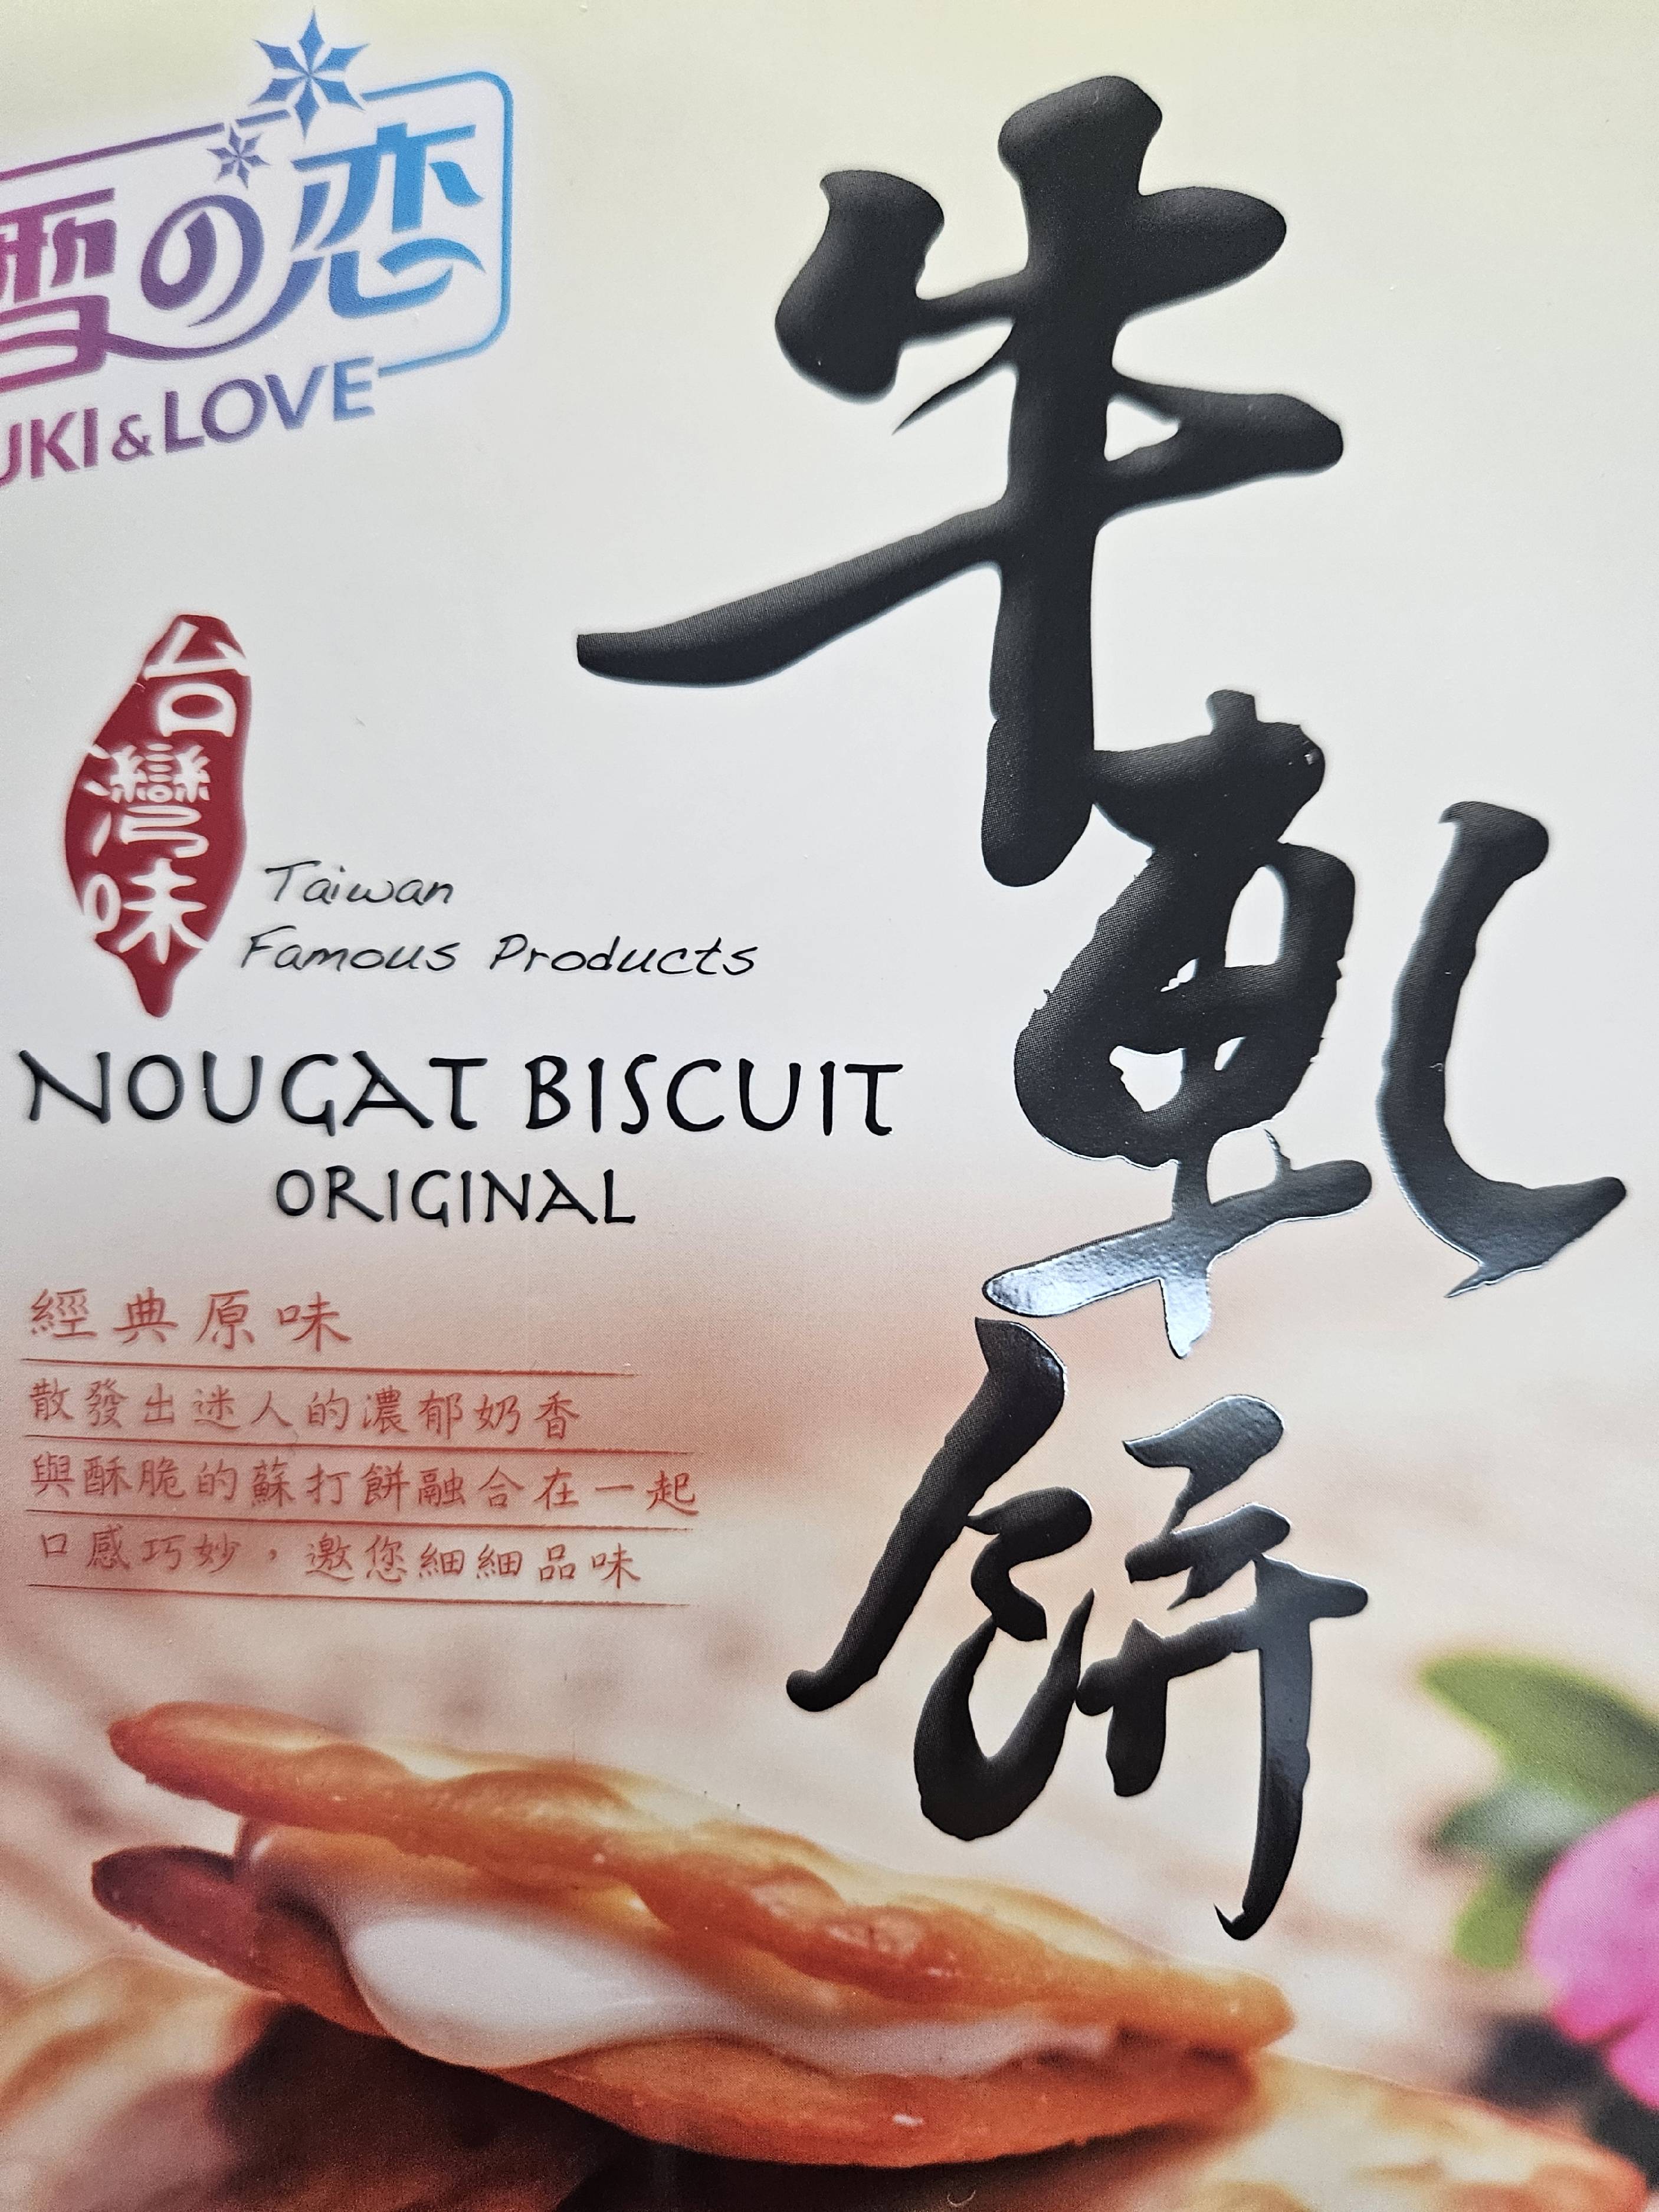 雪の恋
UKI & LOVE
牛軋餅
台灣味
Taiwan
Famous Products
NOUGAT BISCUIT
ORIGINAL
經典原味
散發出迷人的濃郁奶香
與酥脆的蘇打餅融合在一起
口感巧妙，邀您細細品味